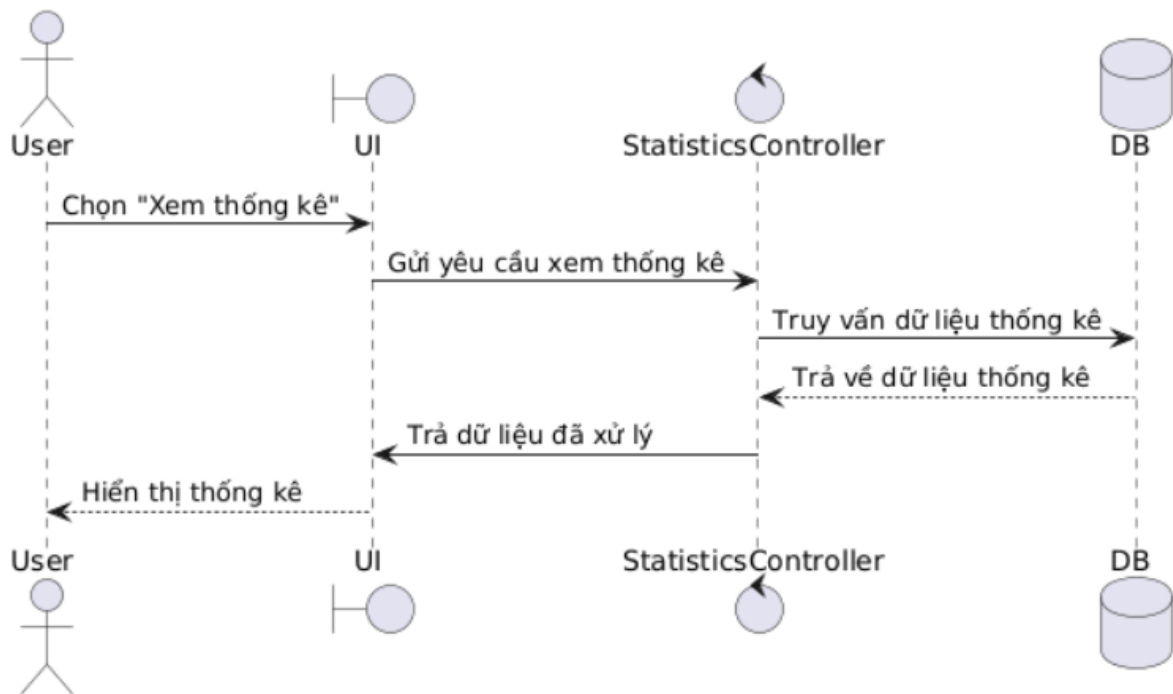 User UI StatisticsController DB
Chọn "Xem thống kê"
Gửi yêu cầu xem thống kê
Truy vấn dữ liệu thống kê
Trả về dữ liệu thống kê
Trả dữ liệu đã xử lý
Hiển thị thống kê
User UI StatisticsController DB